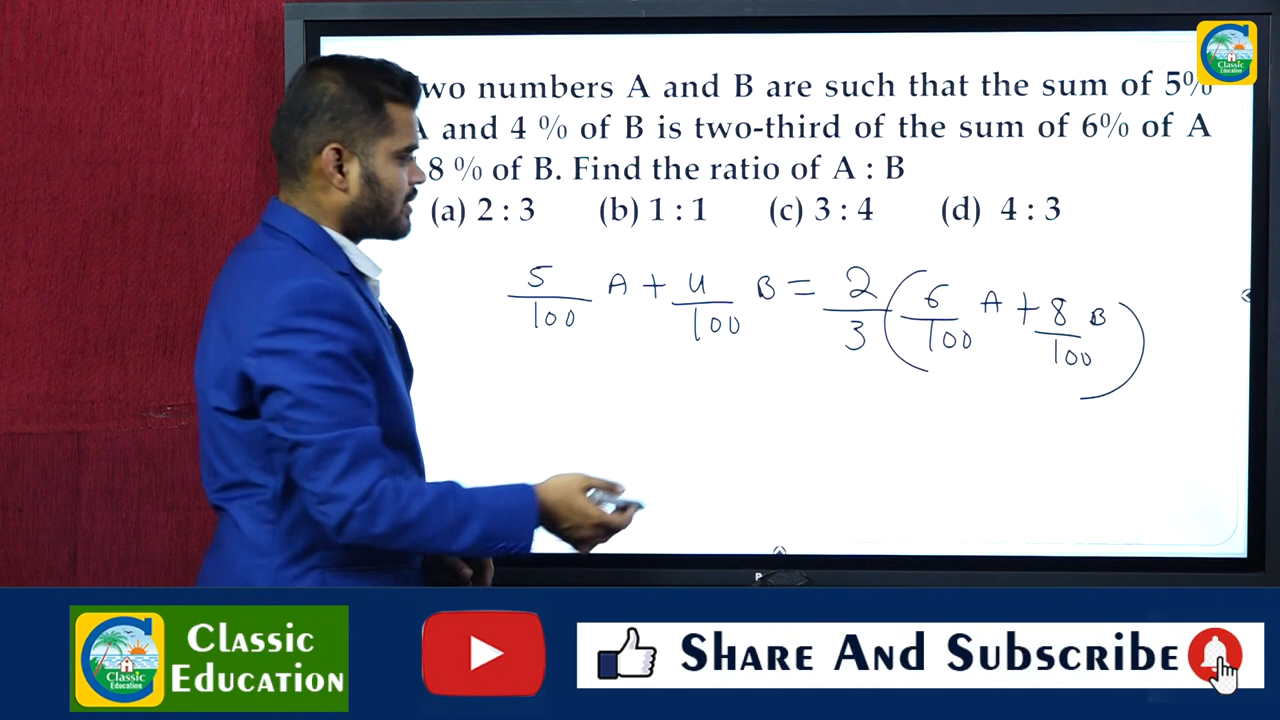 wo numbers A and B are such that the sum of 5%
A and 4 % of B is two-third of the sum of 6% of A
8 % of B. Find the ratio of A : B
(a) 2 : 3 (b) 1 : 1 (c) 3 : 4 (d) 4 : 3
5/100 A + 4/100 B = 2/3 (6/100 A + 8/100 B)
Classic
Education
Classic
Education
Classic
Education
SHARE AND SUBSCRIBE